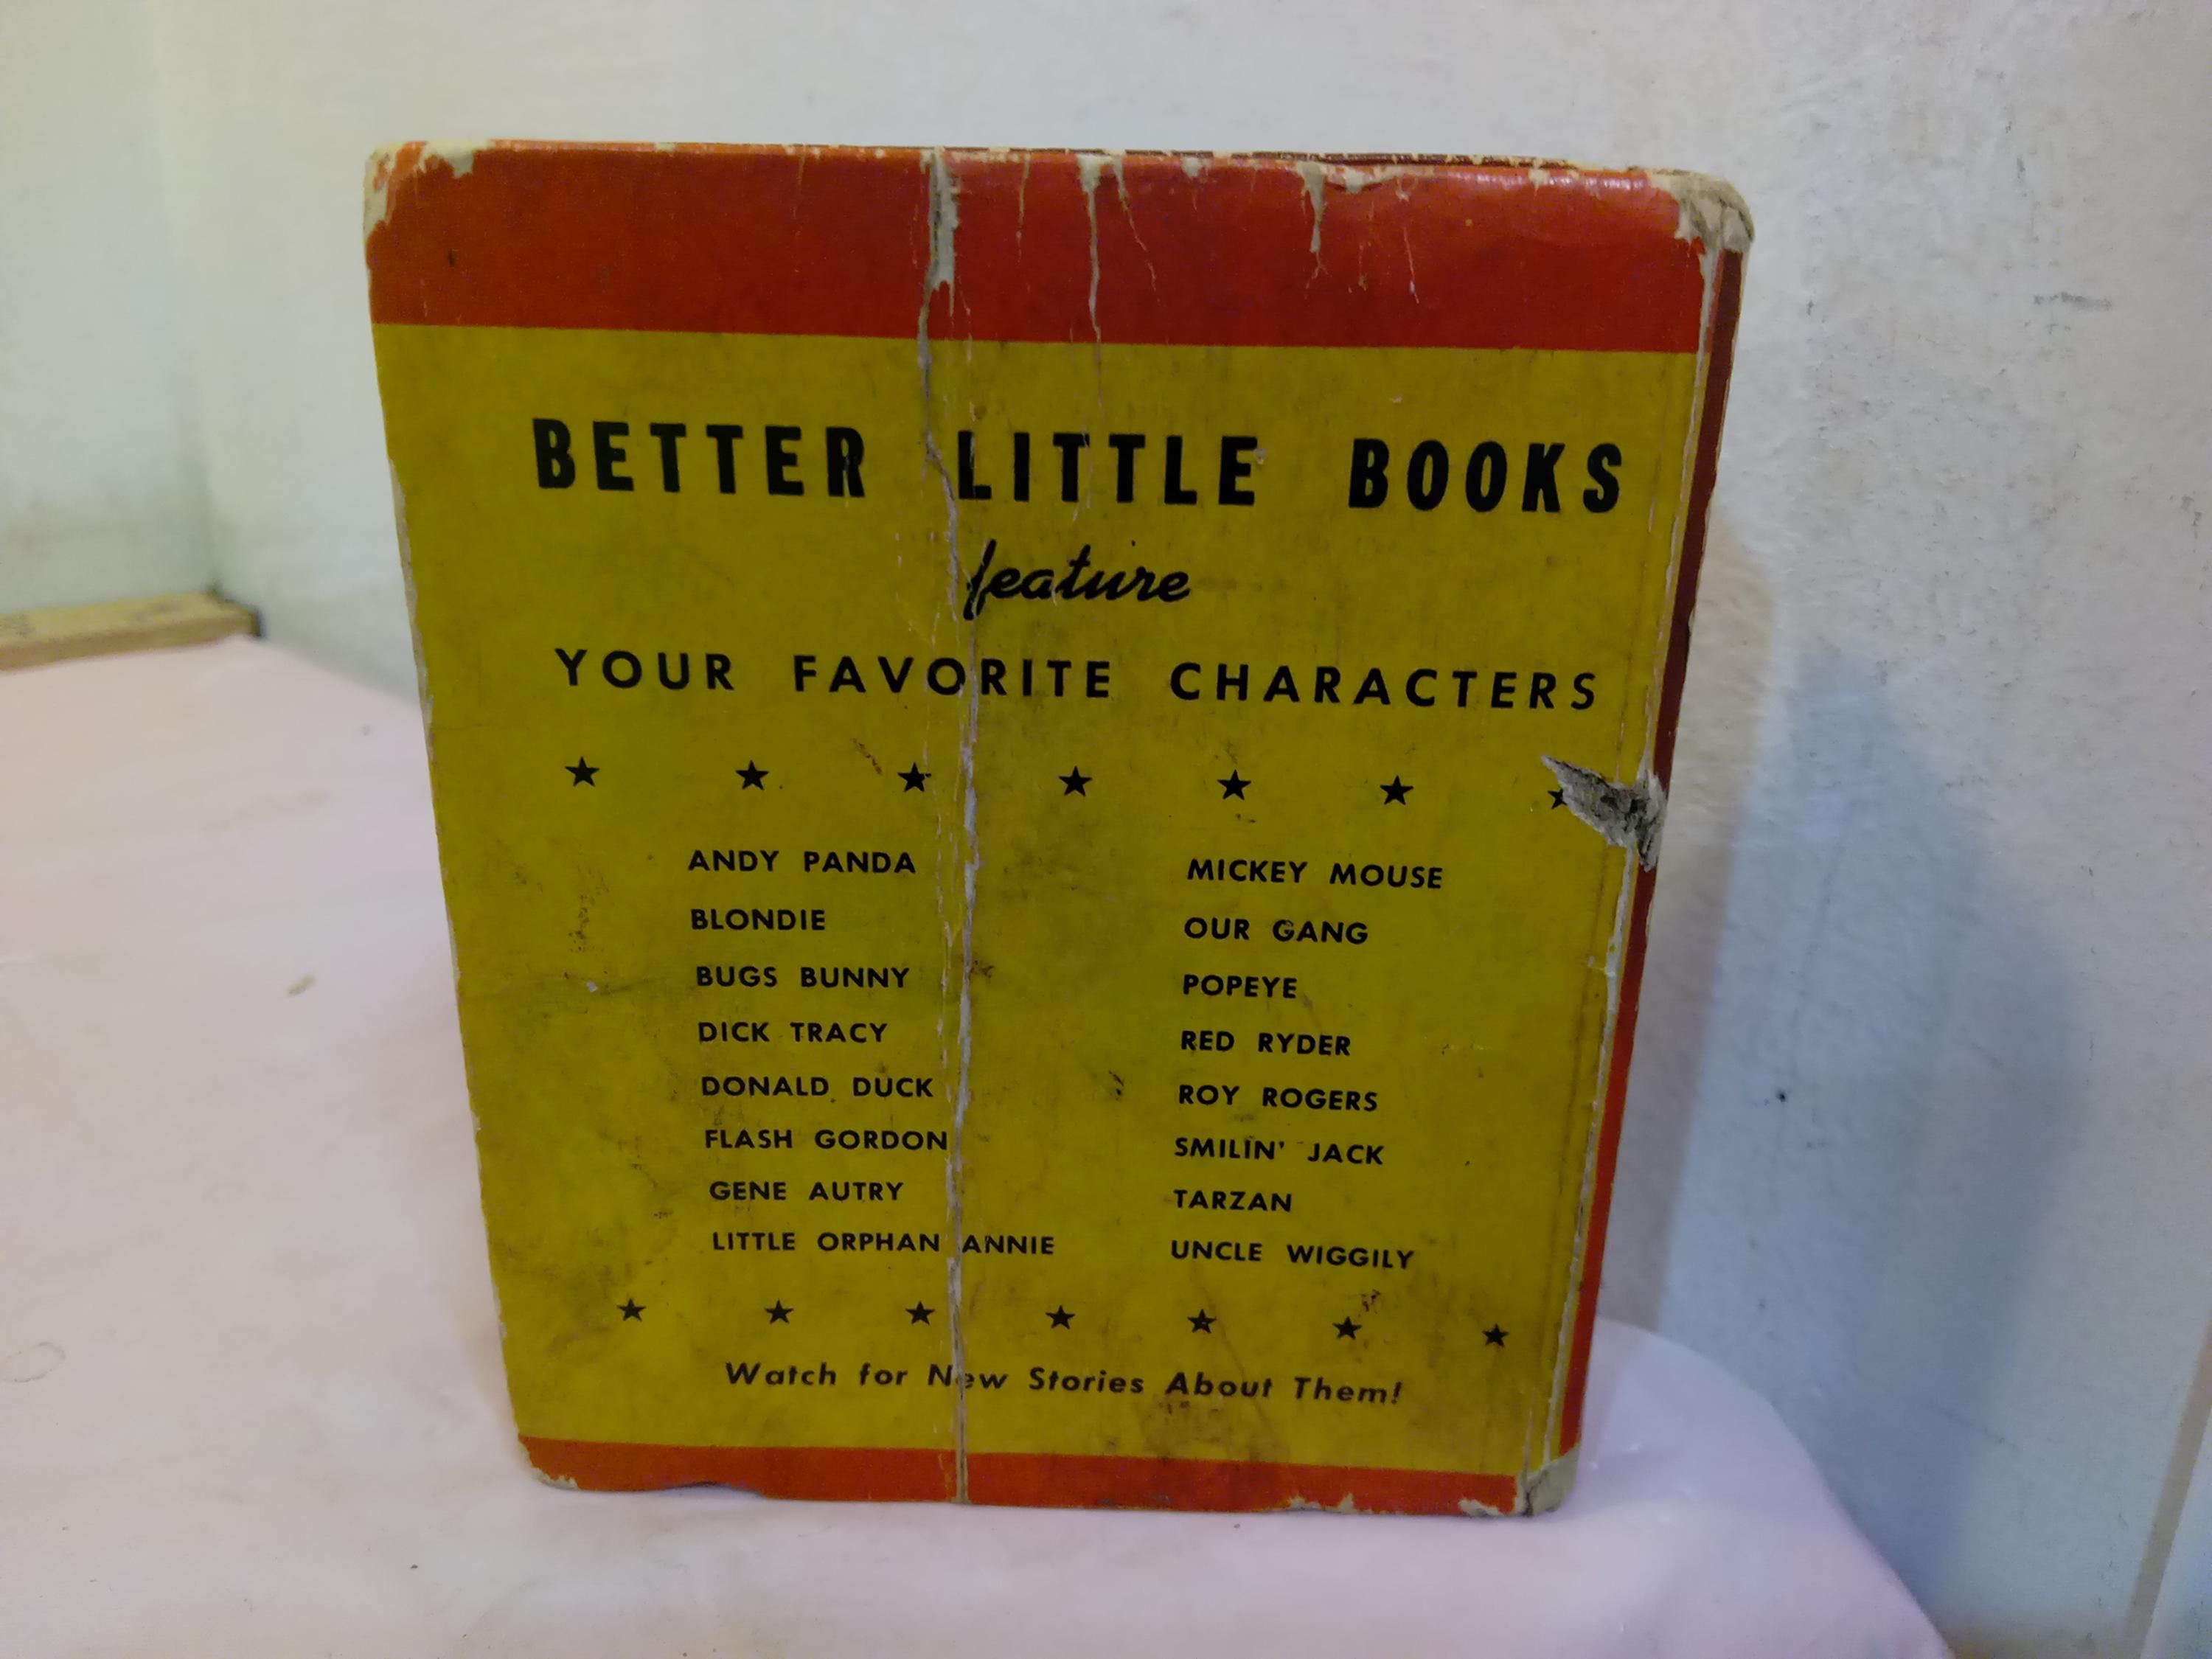 BETTER LITTLE BOOKS
feature
YOUR FAVORITE CHARACTERS
ANDY PANDA
BLONDIE
BUGS BUNNY
DICK TRACY
DONALD DUCK
FLASH GORDON
GENE AUTRY
LITTLE ORPHAN ANNIE
MICKEY MOUSE
OUR GANG
POPEYE
RED RYDER
ROY ROGERS
SMILIN' JACK
TARZAN
UNCLE WIGGILY
Watch for New Stories About Them!